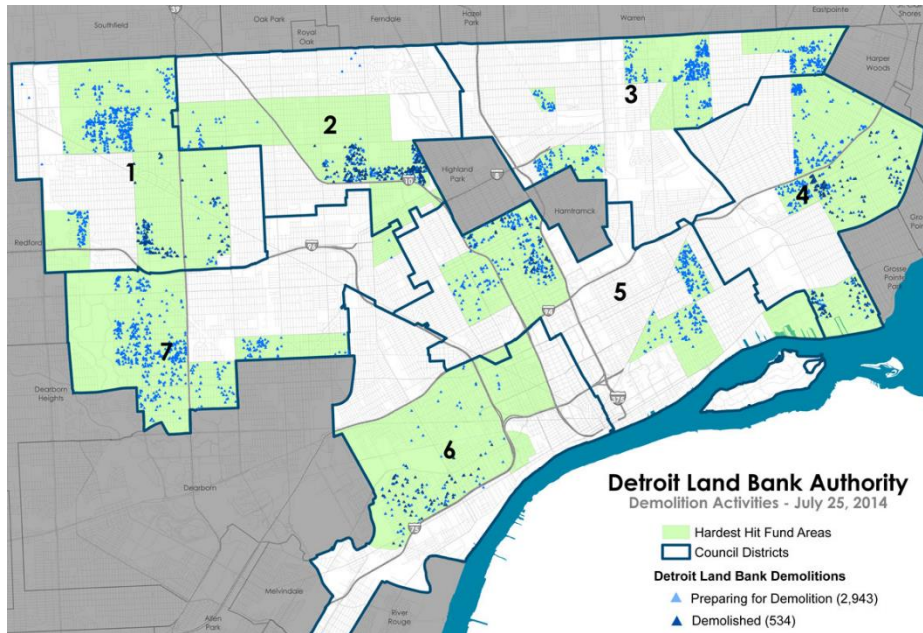 39
Southfield
Oak Park
Ferndale
Hazel
Park
Warren
Eastpointe
Shores
Royal
Oak
Harper
Woods
3
2
1
Highland
Park
Hamtramck
4
Redford
5
Grosse
Pointe
Park
7
Dearborn
Heights
375
6
Dearborn
75
Melvindale
Allen
Park
River
Rouge
Detroit Land Bank Authority
Demolition Activities - July 25, 2014
Hardest Hit Fund Areas
Council Districts
Detroit Land Bank Demolitions
Preparing for Demolition (2,943)
Demolished (534)